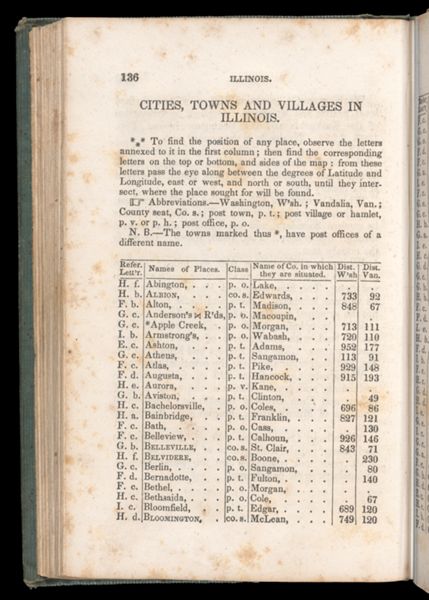 136 ILLINOIS.
CITIES, TOWNS AND VILLAGES IN
ILLINOIS.
*** To find the position of any place, observe the letters
annexed to it in the first column ; then find the corresponding
letters on the top or bottom, and sides of the map : from these
letters pass the eye along between the degrees of Latitude and
Longitude, east or west, and north or south, until they inter-
sect, where the place sought for will be found.
☞ Abbreviations.—Washington, W'sh. ; Vandalia, Van. ;
County seat, Co. s. ; post town, p. t. ; post village or hamlet,
p. v. or p. h. ; post office, p. o.
N. B.—The towns marked thus *, have post offices of a
different name.
Refer. Lett'r. Names of Places. Class Name of Co. in which they are situated. Dist. W'sh Dist. Van.
H. f. Abington, . . . p. o. Lake, . . . . . .
H. b. ALBION, . . . co. s. Edwards, . . . . 733 92
F. b. Alton, . . . p. t. Madison, . . . . 848 67
G. c. Anderson's R'ds, p. o. Macoupin, . . .
G. c. *Apple Creek, . p. o. Morgan, . . . . 713 111
I. b. Armstrong's, . . p. o. Wabash, . . . . 720 110
E. c. Ashton, . . . p. t. Adams, . . . . 952 177
G. c. Athens, . . . p. t. Sangamon, . . . 113 91
F. c. Atlas, . . . p. t. Pike, . . . . 929 148
F. d. Augusta, . . . p. t. Hancock, . . . . 915 193
H. e. Aurora, . . . p. v. Kane, . . . . . .
G. b. Aviston, . . . p. t. Clinton, . . . . . 49
H. c. Bachelorsville, . p. o. Coles, . . . . 696 86
H. a. Bainbridge, . . p. t. Franklin, . . . . 827 121
F. c. Bath, . . . p. o. Cass, . . . . . 130
F. c. Belleview, . . . p. t. Calhoun, . . . . 926 146
G. b. BELLEVILLE, . . co. s. St. Clair, . . . . 843 71
H. f. BELVIDERE, . . co. s. Boone, . . . . . 230
G. c. Berlin, . . . p. o. Sangamon, . . . . 80
F. d. Bernadotte, . . p. t. Fulton, . . . . . 140
F. c. Bethel, . . . p. o. Morgan, . . . . . .
H. c. Bethsaida, . . p. o. Cole, . . . . . 67
I. c. Bloomfield, . . p. t. Edgar, . . . . 689 120
H. d. BLOOMINGTON, . co. s. McLean, . . . . 749 120